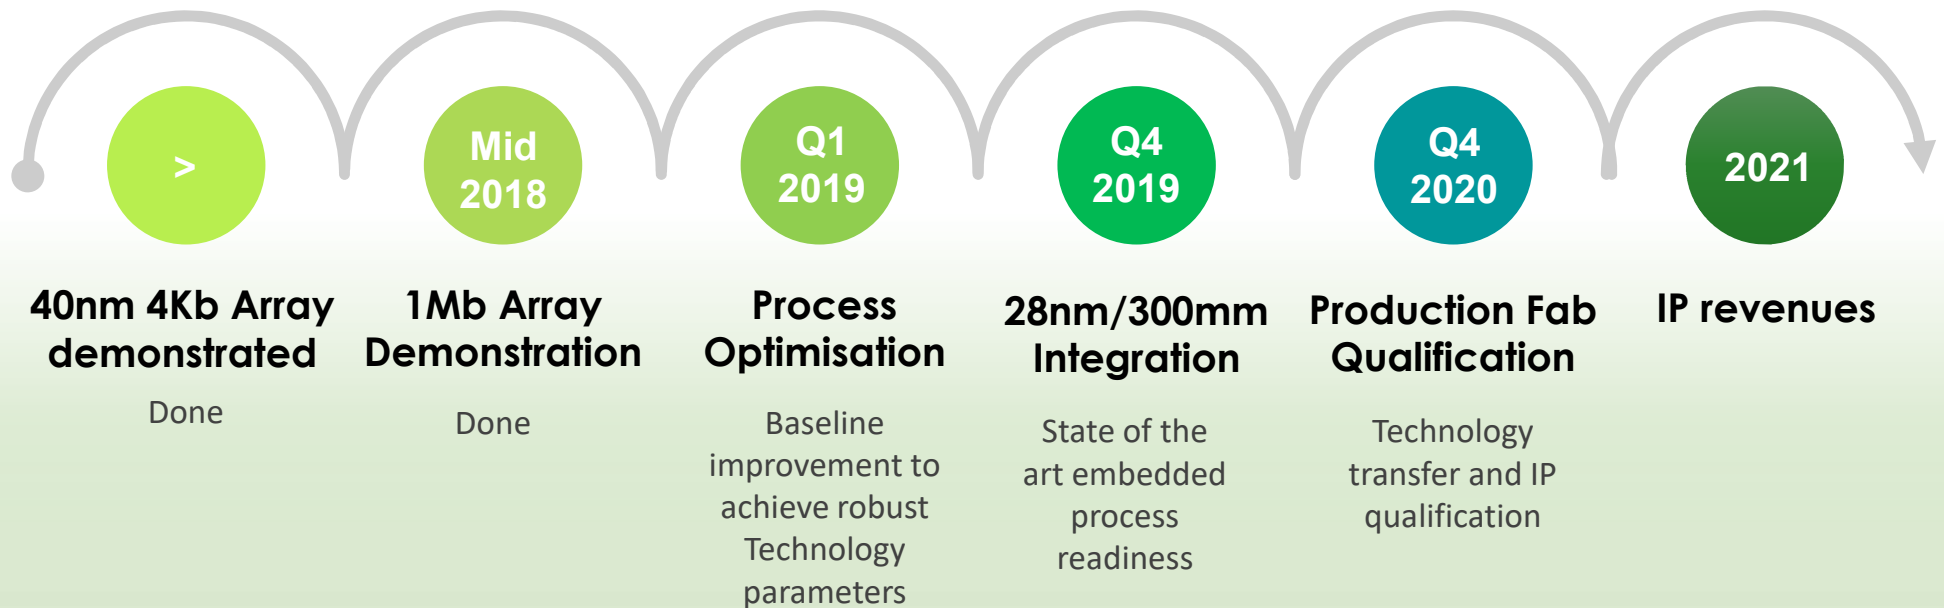 >
Mid
2018
Q1
2019
Q4
2019
Q4
2020
2021
40nm 4Kb Array
demonstrated
Done
1Mb Array
Demonstration
Done
Process
Optimisation
Baseline
improvement to
achieve robust
Technology
parameters
28nm/300mm
Integration
State of the
art embedded
process
readiness
Production Fab
Qualification
Technology
transfer and IP
qualification
IP revenues